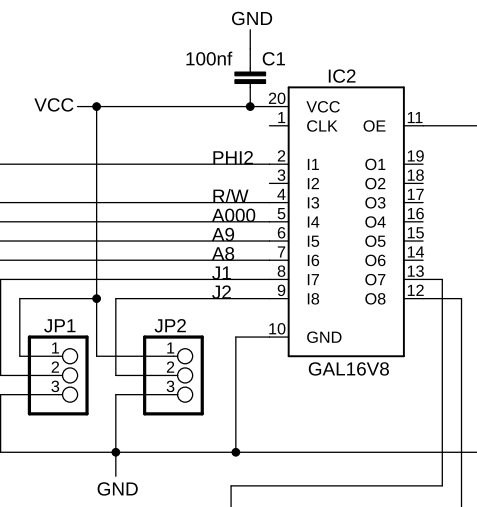 GND
100nf C1
IC2
VCC 20 VCC
1 CLK OE 11
PHI2 2 I1 O1 19
3 I2 O2 18
R/W 4 I3 O3 17
A000 5 I4 O4 16
A9 6 I5 O5 15
A8 7 I6 O6 14
J1 8 I7 O7 13
J2 9 I8 O8 12
JP1 JP2 10 GND
1 1
GAL16V8
2 2
3 3
GND